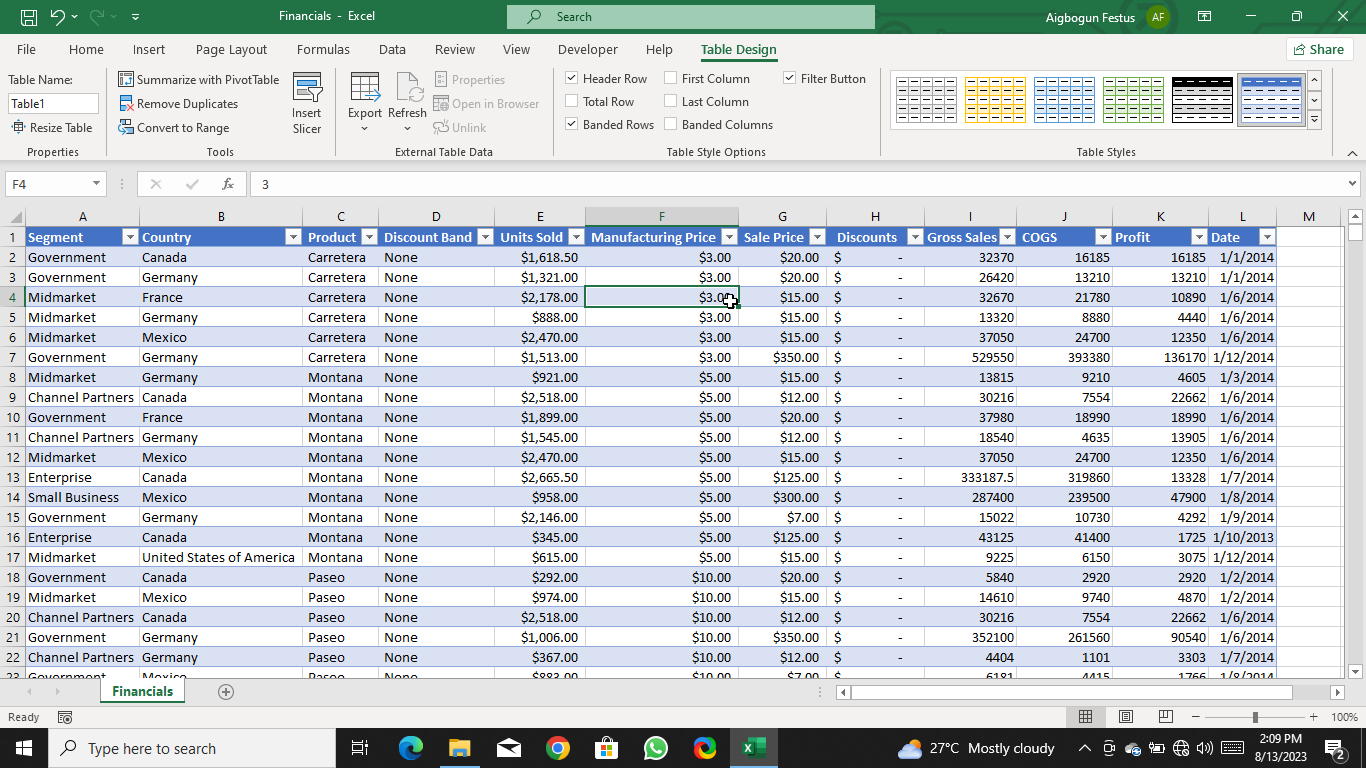 Financials - Excel
Search
Aigbogun Festus
AF
File Home Insert Page Layout Formulas Data Review View Developer Help Table Design Share
Table Name:
Table1
Resize Table
Properties
Summarize with PivotTable
Remove Duplicates
Convert to Range
Insert
Slicer
Tools
Export Refresh
Properties
Open in Browser
Unlink
External Table Data
Header Row First Column Filter Button
Total Row Last Column
Banded Rows Banded Columns
Table Style Options
Table Styles
F4 fx 3
A B C D E F G H I J K L M
1 Segment Country Product Discount Band Units Sold Manufacturing Price Sale Price Discounts Gross Sales COGS Profit Date
2 Government Canada Carretera None $1,618.50 $3.00 $20.00 $ - 32370 16185 16185 1/1/2014
3 Government Germany Carretera None $1,321.00 $3.00 $20.00 $ - 26420 13210 13210 1/1/2014
4 Midmarket France Carretera None $2,178.00 $3.00 $15.00 $ - 32670 21780 10890 1/6/2014
5 Midmarket Germany Carretera None $888.00 $3.00 $15.00 $ - 13320 8880 4440 1/6/2014
6 Midmarket Mexico Carretera None $2,470.00 $3.00 $15.00 $ - 37050 24700 12350 1/6/2014
7 Government Germany Carretera None $1,513.00 $3.00 $350.00 $ - 529550 393380 136170 1/12/2014
8 Midmarket Germany Montana None $921.00 $5.00 $15.00 $ - 13815 9210 4605 1/3/2014
9 Channel Partners Canada Montana None $2,518.00 $5.00 $12.00 $ - 30216 7554 22662 1/6/2014
10 Government France Montana None $1,899.00 $5.00 $20.00 $ - 37980 18990 18990 1/6/2014
11 Channel Partners Germany Montana None $1,545.00 $5.00 $12.00 $ - 18540 4635 13905 1/6/2014
12 Midmarket Mexico Montana None $2,470.00 $5.00 $15.00 $ - 37050 24700 12350 1/6/2014
13 Enterprise Canada Montana None $2,665.50 $5.00 $125.00 $ - 333187.5 319860 13328 1/7/2014
14 Small Business Mexico Montana None $958.00 $5.00 $300.00 $ - 287400 239500 47900 1/8/2014
15 Government Germany Montana None $2,146.00 $5.00 $7.00 $ - 15022 10730 4292 1/9/2014
16 Enterprise Canada Montana None $345.00 $5.00 $125.00 $ - 43125 41400 1725 1/10/2013
17 Midmarket United States of America Montana None $615.00 $5.00 $15.00 $ - 9225 6150 3075 1/12/2014
18 Government Canada Paseo None $292.00 $10.00 $20.00 $ - 5840 2920 2920 1/2/2014
19 Midmarket Mexico Paseo None $974.00 $10.00 $15.00 $ - 14610 9740 4870 1/2/2014
20 Channel Partners Canada Paseo None $2,518.00 $10.00 $12.00 $ - 30216 7554 22662 1/6/2014
21 Government Germany Paseo None $1,006.00 $10.00 $350.00 $ - 352100 261560 90540 1/6/2014
22 Channel Partners Germany Paseo None $367.00 $10.00 $12.00 $ - 4404 1101 3303 1/7/2014
23 Government Mexico Paseo None $883.00 $10.00 $7.00 $ - 6181 4415 1766 1/8/2014
Financials
Ready 100%
Type here to search
27°C Mostly cloudy
2:09 PM
8/13/2023
2